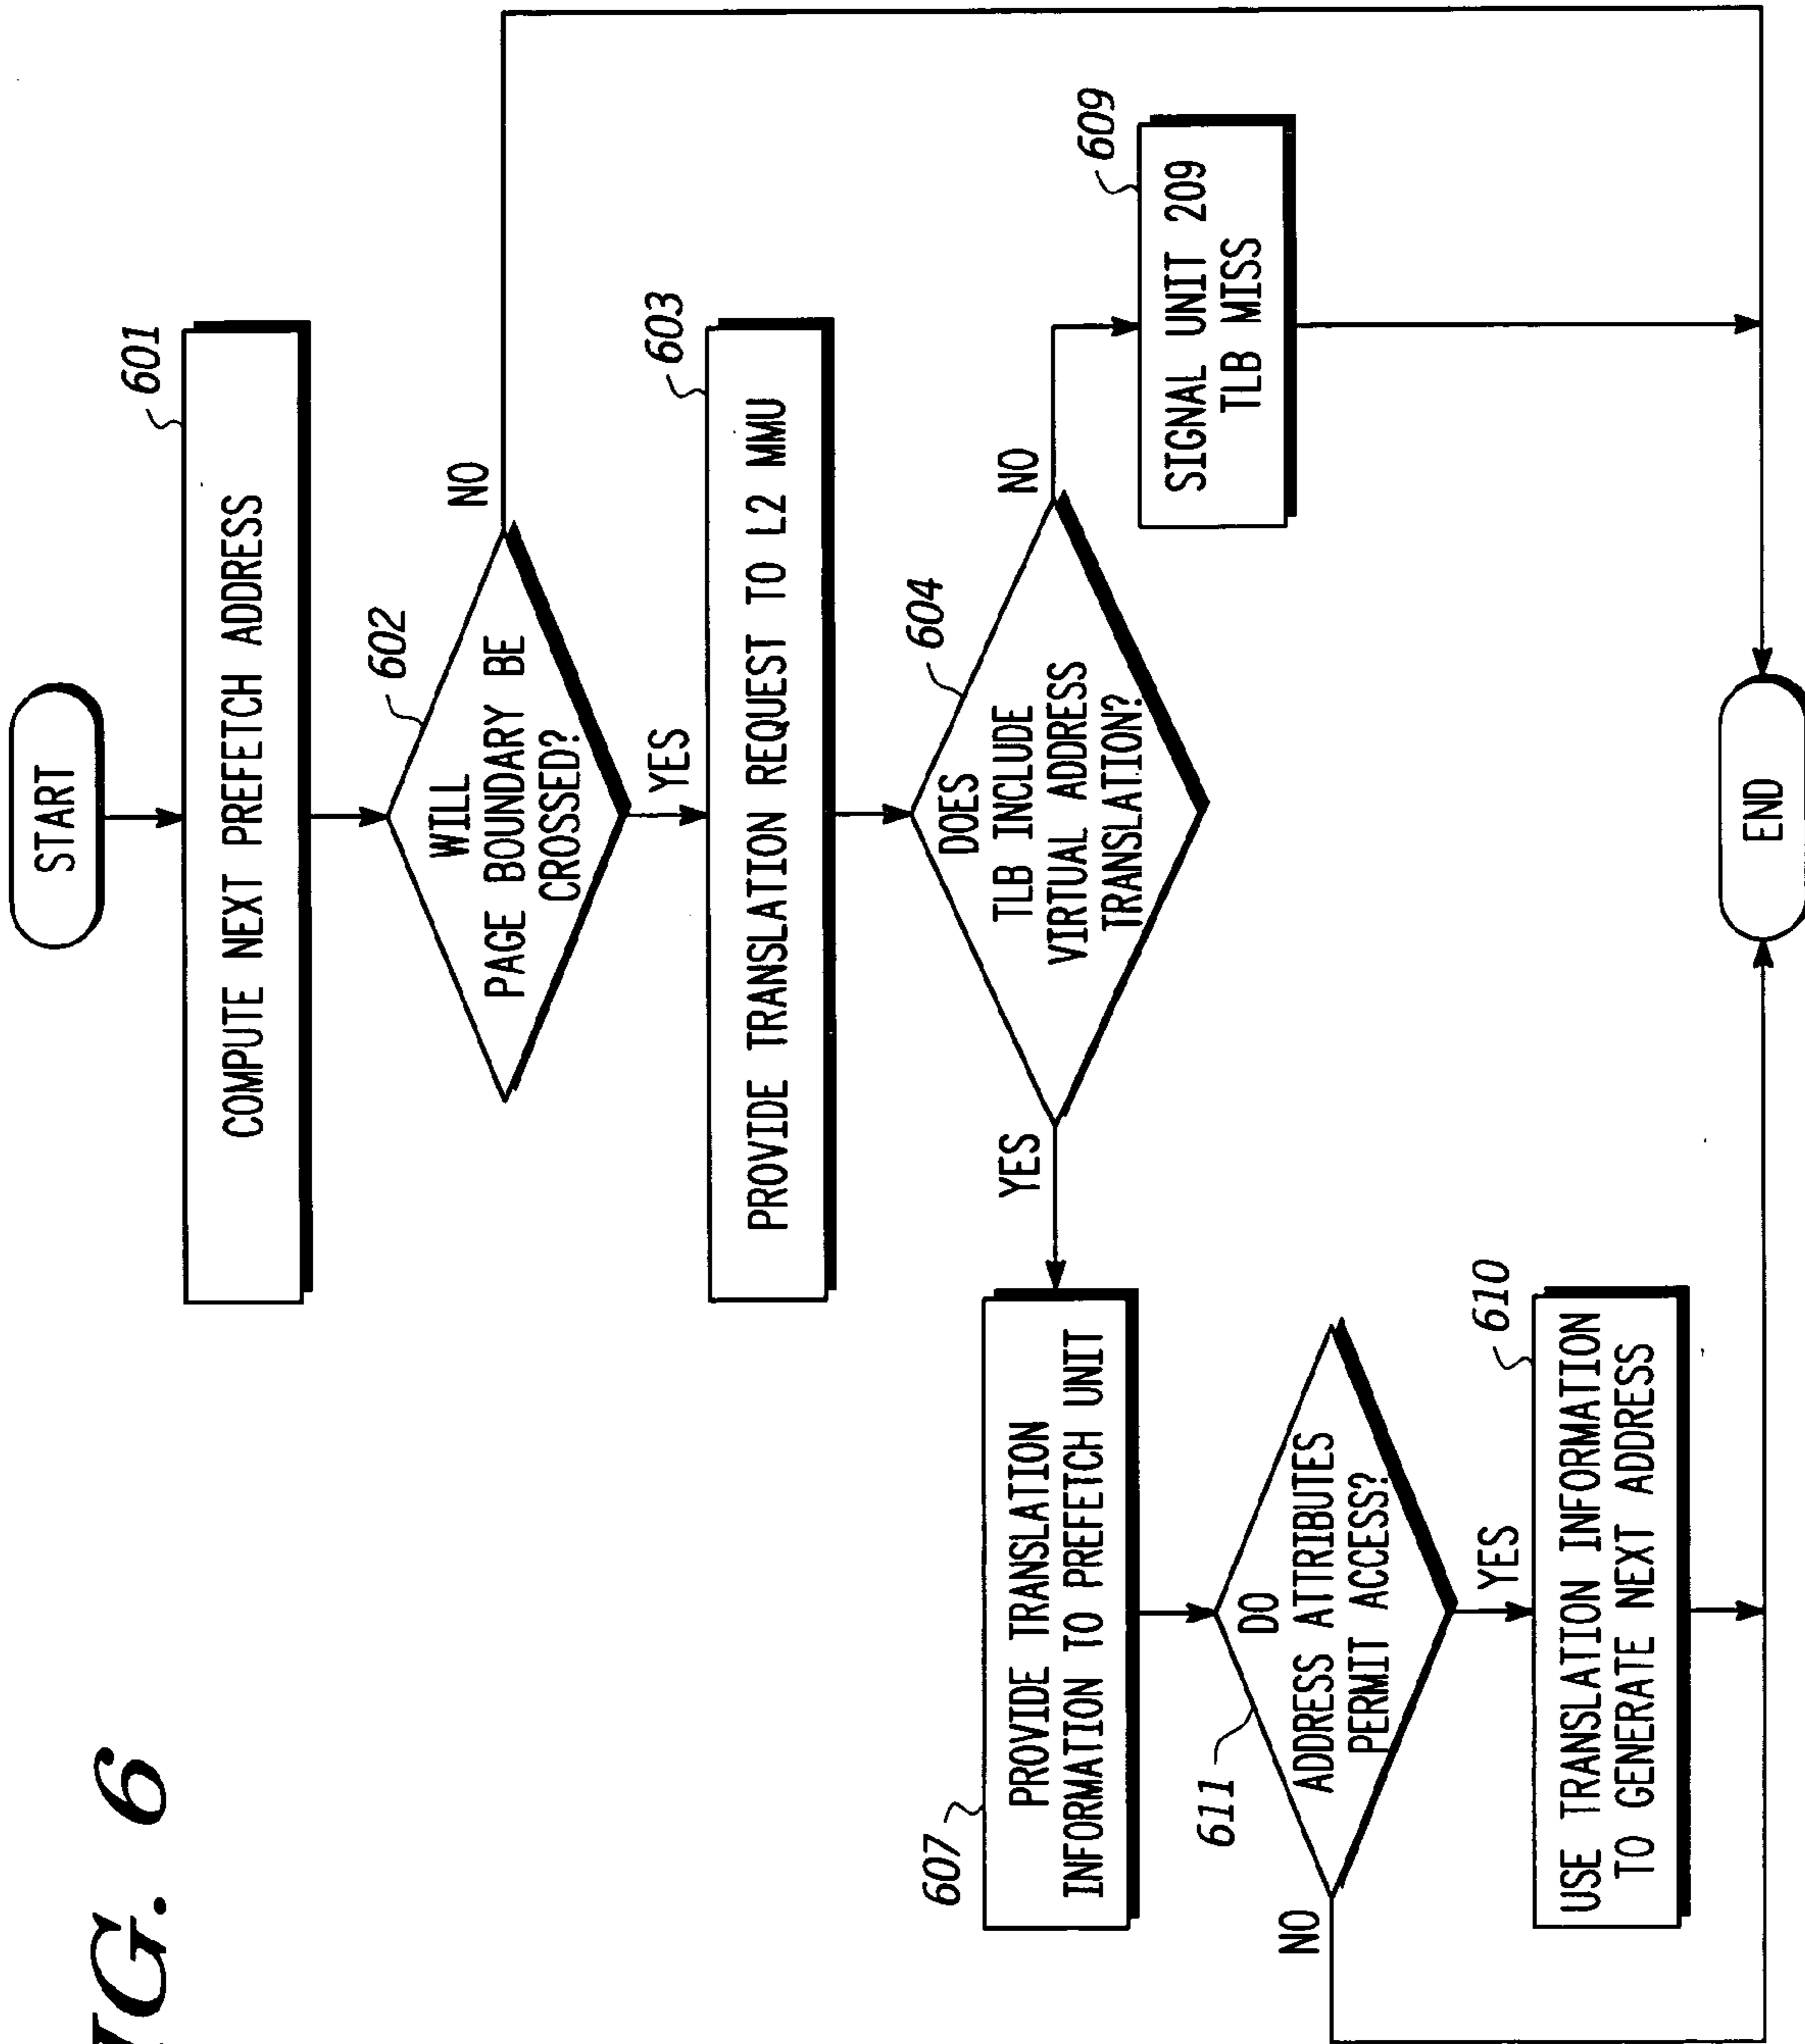 START
601
COMPUTE NEXT PREFETCH ADDRESS
602
WILL
PAGE BOUNDARY BE
CROSSED?
NO
YES
603
PROVIDE TRANSLATION REQUEST TO L2 MMU
604
DOES
TLB INCLUDE
VIRTUAL ADDRESS
TRANSLATION?
NO
YES
609
SIGNAL UNIT 209
TLB MISS
607
PROVIDE TRANSLATION
INFORMATION TO PREFETCH UNIT
611
DO
ADDRESS ATTRIBUTES
PERMIT ACCESS?
NO
YES
610
USE TRANSLATION INFORMATION
TO GENERATE NEXT ADDRESS
END
IG. 6